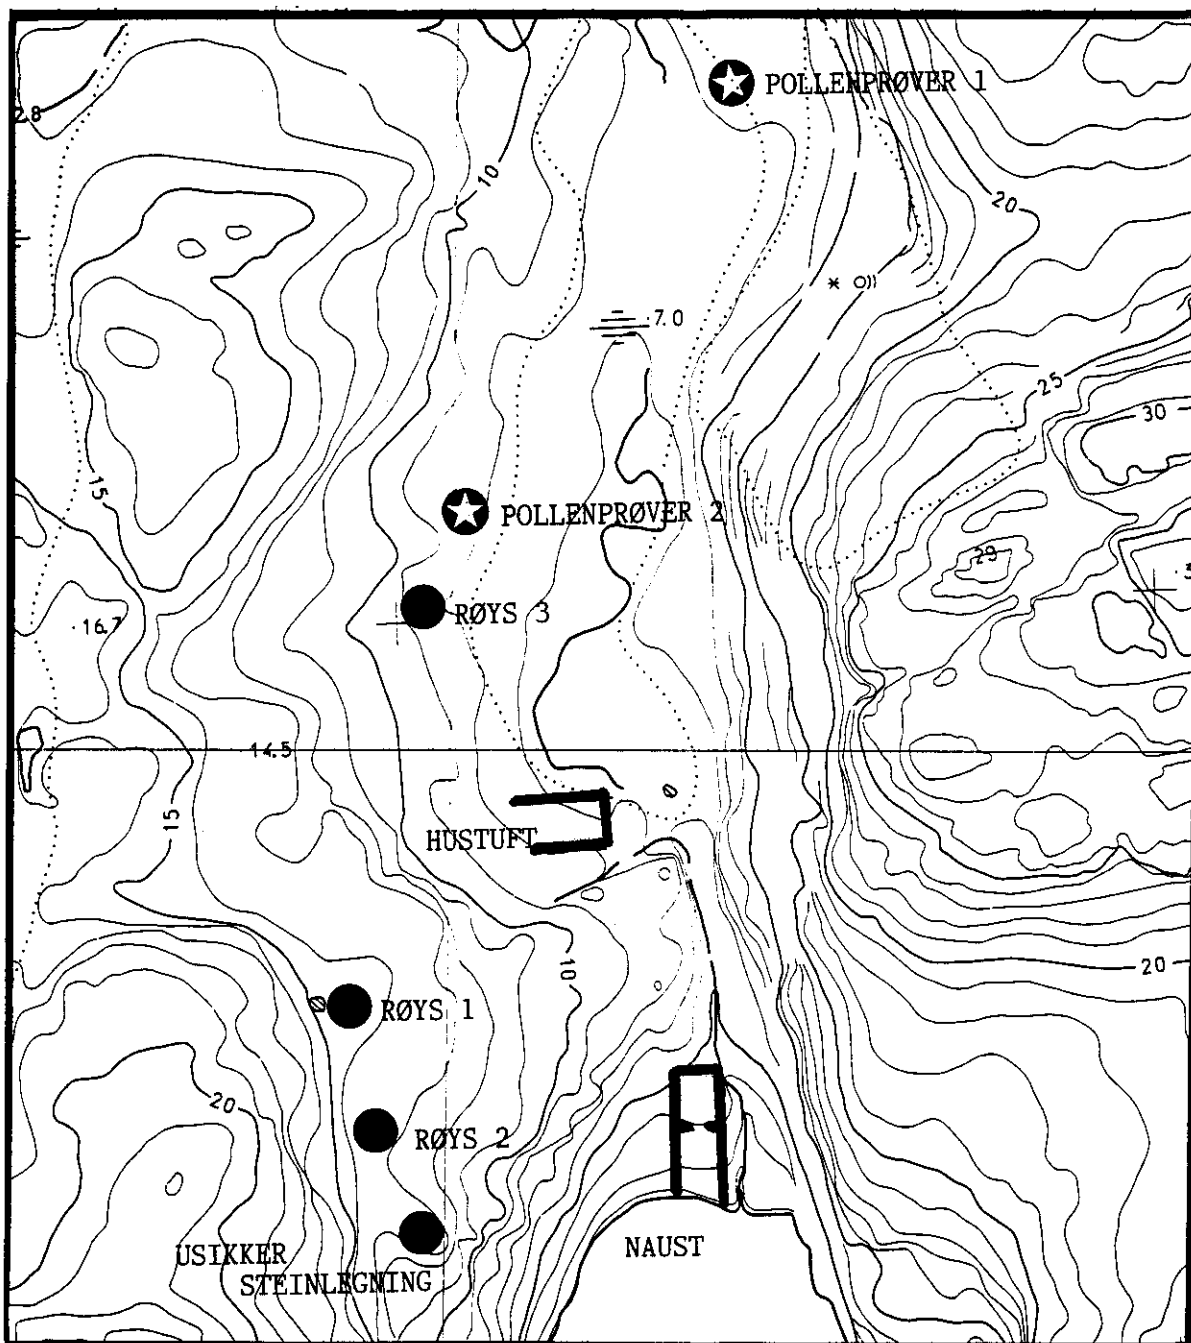 POLLENPRØVER 1
2.8
10
20
7.0
25
30
15
POLLENPRØVER 2
29
RØYS 3
16.7
14.5
15
HUSTUFT
10
20
RØYS 1
20
RØYS 2
NAUST
USIKKER
STEINLEGNING